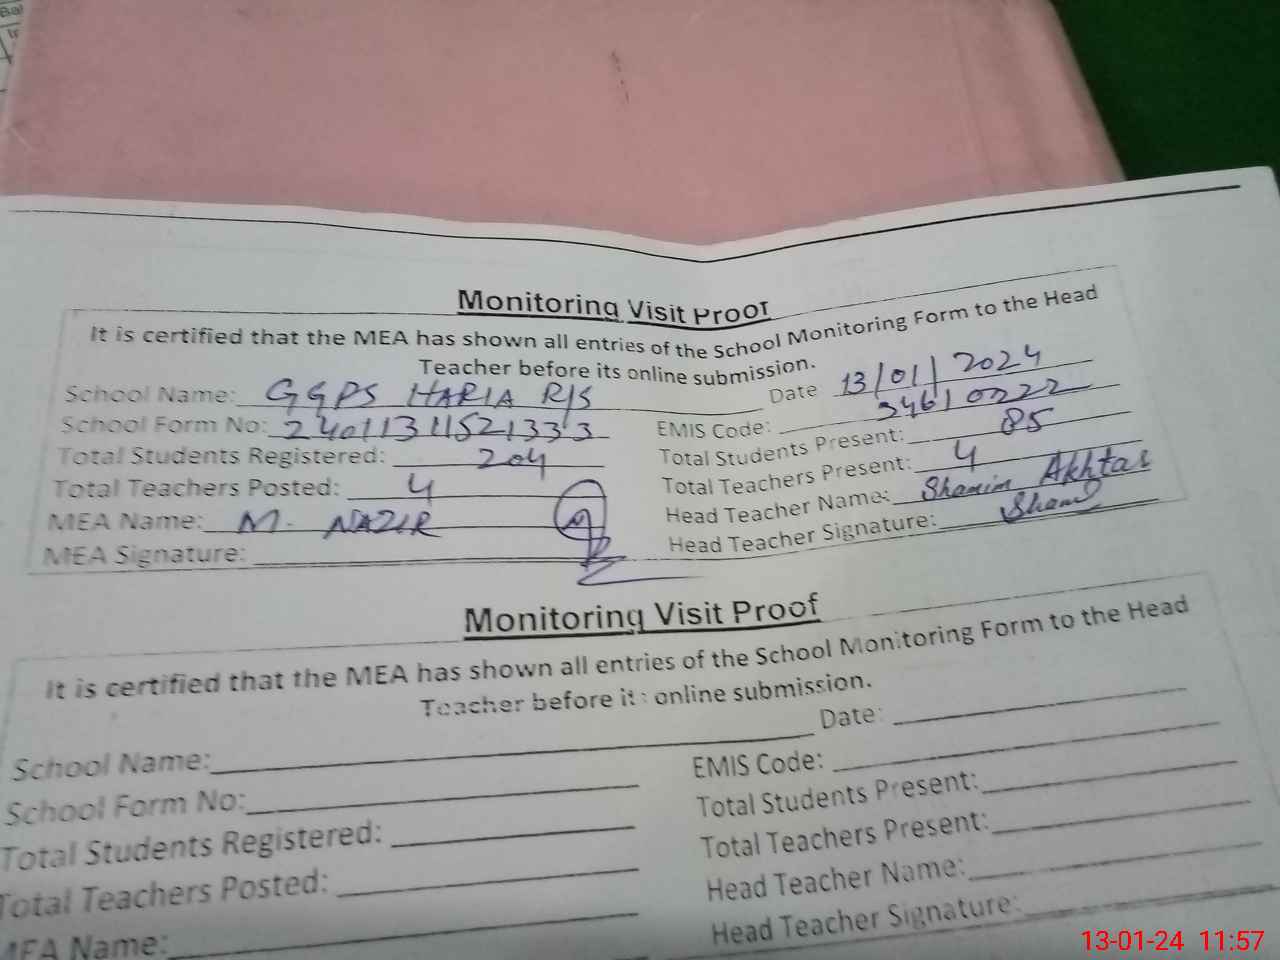 Bal
Monitoring Visit Proof
It is certified that the MEA has shown all entries of the School Monitoring Form to the Head
Teacher before its online submission.
School Name: GGPS HARIA R/S Date 13/01/2024
School Form No: 24011311521333 EMIS Code: 34610222
Total Students Registered: 204 Total Students Present: 85
Total Teachers Posted: 4 Total Teachers Present: 4
MEA Name: M. NAZIR Head Teacher Name: Shamim Akhtar
MEA Signature: Head Teacher Signature: Sham
Monitoring Visit Proof
It is certified that the MEA has shown all entries of the School Monitoring Form to the Head
Teacher before its online submission.
School Name: Date:
School Form No: EMIS Code:
Total Students Registered: Total Students Present:
Total Teachers Posted: Total Teachers Present:
MEA Name: Head Teacher Name:
Head Teacher Signature:
13-01-24 11:57